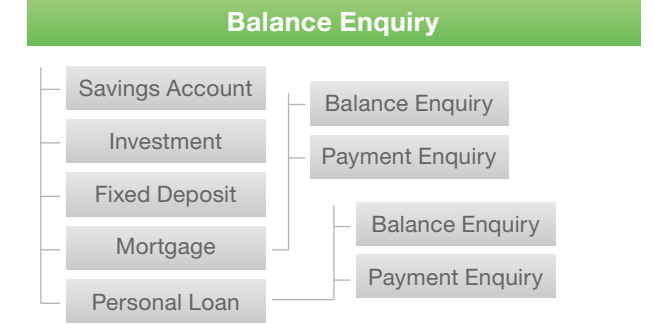 Balance Enquiry
Savings Account
Investment
Fixed Deposit
Mortgage
Personal Loan
Balance Enquiry
Payment Enquiry
Balance Enquiry
Payment Enquiry